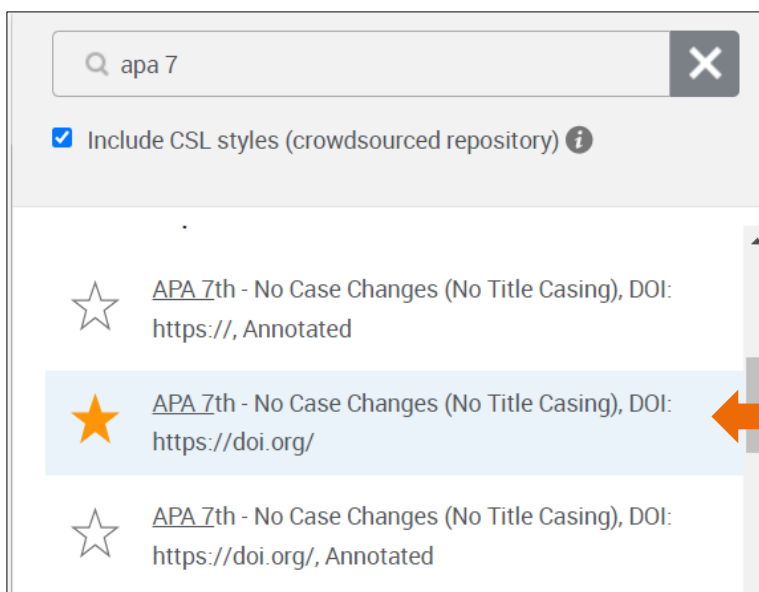 apa 7
Include CSL styles (crowdsourced repository)
APA 7th - No Case Changes (No Title Casing), DOI:
https://, Annotated
APA 7th - No Case Changes (No Title Casing), DOI:
https://doi.org/
APA 7th - No Case Changes (No Title Casing), DOI:
https://doi.org/, Annotated